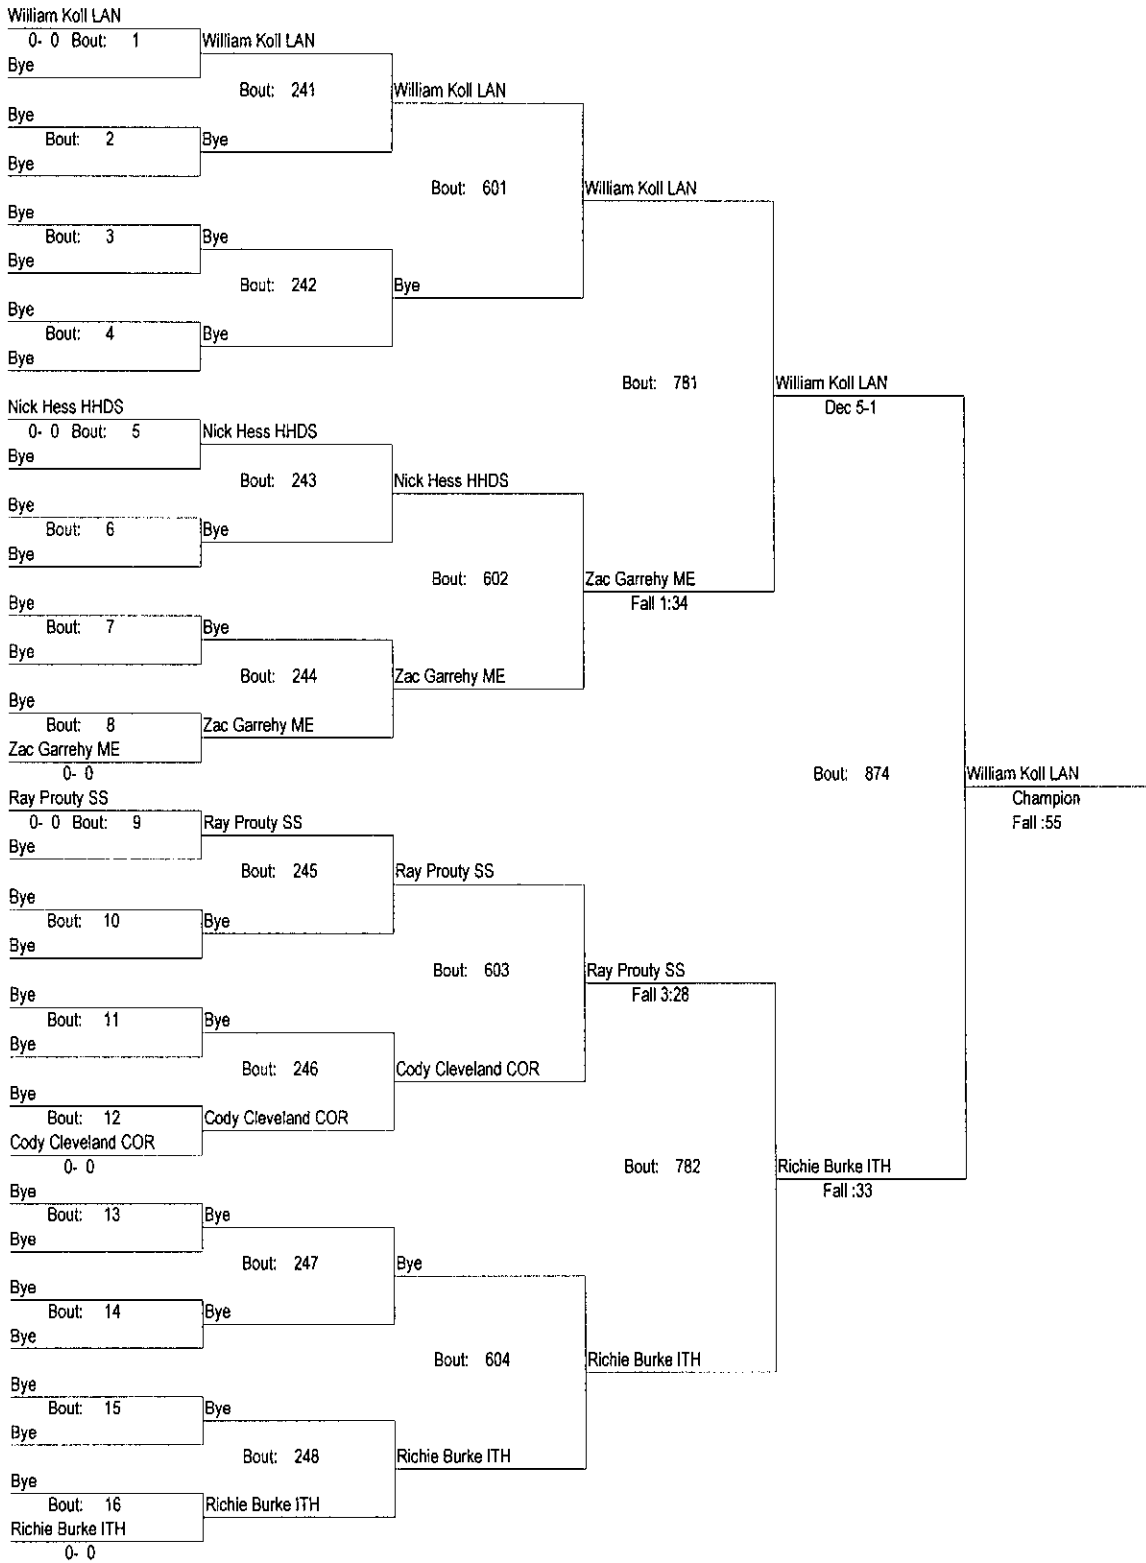 William Koll LAN
0- 0 Bout: 1
William Koll LAN
Bye
Bout: 241
William Koll LAN
Bye
Bout: 2
Bye
Bye
Bout: 601
William Koll LAN
Bye
Bout: 3
Bye
Bye
Bout: 242
Bye
Bye
Bout: 4
Bye
Bye
Bout: 781
William Koll LAN
Dec 5-1
Nick Hess HHDS
0- 0 Bout: 5
Nick Hess HHDS
Bye
Bout: 243
Nick Hess HHDS
Bye
Bout: 6
Bye
Bye
Bout: 602
Zac Garrehy ME
Fall 1:34
Bye
Bout: 7
Bye
Bye
Bout: 244
Zac Garrehy ME
Bye
Bout: 8
Zac Garrehy ME
Zac Garrehy ME
0- 0
Bout: 874
William Koll LAN
Champion
Fall :55
Ray Prouty SS
0- 0 Bout: 9
Ray Prouty SS
Bye
Bout: 245
Ray Prouty SS
Bye
Bout: 10
Bye
Bye
Bout: 603
Ray Prouty SS
Fall 3:28
Bye
Bout: 11
Bye
Bye
Bout: 246
Cody Cleveland COR
Bye
Bout: 12
Cody Cleveland COR
Cody Cleveland COR
0- 0
Bout: 782
Richie Burke ITH
Fall :33
Bye
Bout: 13
Bye
Bye
Bout: 247
Bye
Bye
Bout: 14
Bye
Bye
Bout: 604
Richie Burke ITH
Bye
Bout: 15
Bye
Bye
Bout: 248
Richie Burke ITH
Bye
Bout: 16
Richie Burke ITH
Richie Burke ITH
0- 0